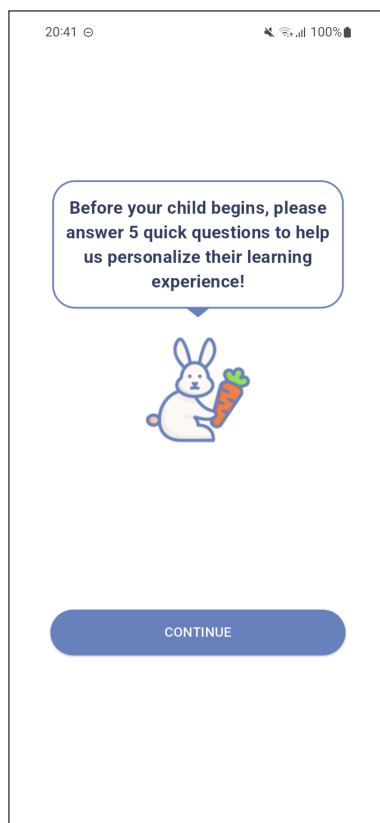 20:41
100%
Before your child begins, please
answer 5 quick questions to help
us personalize their learning
experience!
CONTINUE